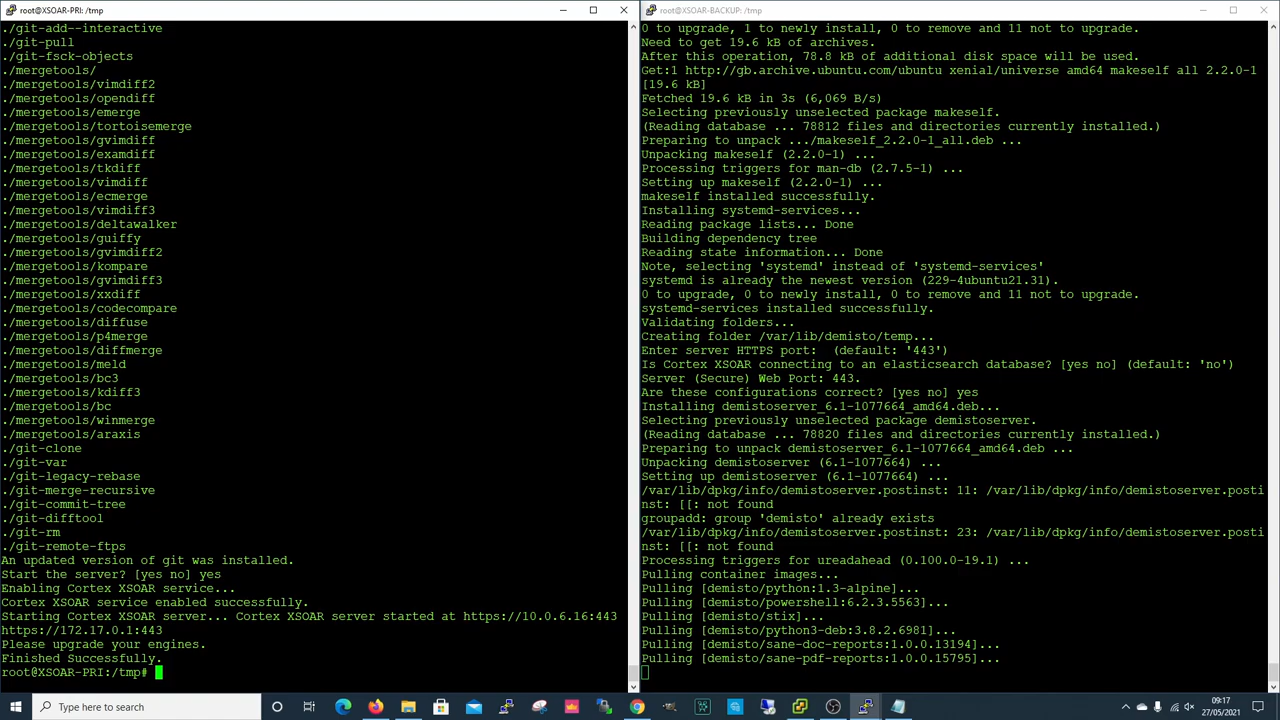 root@XSOAR-PRI: /tmp
./git-add--interactive
./git-pull
./git-fsck-objects
./mergetools/
./mergetools/vimdiff2
./mergetools/opendiff
./mergetools/emerge
./mergetools/tortoisemerge
./mergetools/gvimdiff
./mergetools/examdiff
./mergetools/tkdiff
./mergetools/vimdiff
./mergetools/ecmerge
./mergetools/vimdiff3
./mergetools/deltawalker
./mergetools/guiffy
./mergetools/gvimdiff2
./mergetools/kompare
./mergetools/gvimdiff3
./mergetools/xxdiff
./mergetools/codecompare
./mergetools/diffuse
./mergetools/p4merge
./mergetools/diffmerge
./mergetools/meld
./mergetools/bc3
./mergetools/kdiff3
./mergetools/bc
./mergetools/winmerge
./mergetools/araxis
./git-clone
./git-var
./git-legacy-rebase
./git-merge-recursive
./git-commit-tree
./git-difftool
./git-rm
./git-remote-ftps
An updated version of git was installed.
Start the server? [yes no] yes
Enabling Cortex XSOAR service...
Cortex XSOAR service enabled successfully.
Starting Cortex XSOAR server... Cortex XSOAR server started at https://10.0.6.16:443
https://172.17.0.1:443
Please upgrade your engines.
Finished Successfully.
root@XSOAR-PRI:/tmp#
root@XSOAR-BACKUP: /tmp
0 to upgrade, 1 to newly install, 0 to remove and 11 not to upgrade.
Need to get 19.6 kB of archives.
After this operation, 78.8 kB of additional disk space will be used.
Get:1 http://gb.archive.ubuntu.com/ubuntu xenial/universe amd64 makeself all 2.2.0-1
[19.6 kB]
Fetched 19.6 kB in 3s (6,069 B/s)
Selecting previously unselected package makeself.
(Reading database ... 78812 files and directories currently installed.)
Preparing to unpack .../makeself_2.2.0-1_all.deb ...
Unpacking makeself (2.2.0-1) ...
Processing triggers for man-db (2.7.5-1) ...
Setting up makeself (2.2.0-1) ...
makeself installed successfully.
Installing systemd-services...
Reading package lists... Done
Building dependency tree
Reading state information... Done
Note, selecting 'systemd' instead of 'systemd-services'
systemd is already the newest version (229-4ubuntu21.31).
0 to upgrade, 0 to newly install, 0 to remove and 11 not to upgrade.
systemd-services installed successfully.
Validating folders...
Creating folder /var/lib/demisto/temp...
Enter server HTTPS port:  (default: '443')
Is Cortex XSOAR connecting to an elasticsearch database? [yes no] (default: 'no')
Server (Secure) Web Port: 443.
Are these configurations correct? [yes no] yes
Installing demistoserver_6.1-1077664_amd64.deb...
Selecting previously unselected package demistoserver.
(Reading database ... 78820 files and directories currently installed.)
Preparing to unpack demistoserver_6.1-1077664_amd64.deb ...
Unpacking demistoserver (6.1-1077664) ...
Setting up demistoserver (6.1-1077664) ...
/var/lib/dpkg/info/demistoserver.postinst: 11: /var/lib/dpkg/info/demistoserver.posti
nst: [[: not found
groupadd: group 'demisto' already exists
/var/lib/dpkg/info/demistoserver.postinst: 23: /var/lib/dpkg/info/demistoserver.posti
nst: [[: not found
Processing triggers for ureadahead (0.100.0-19.1) ...
Pulling container images...
Pulling [demisto/python:1.3-alpine]...
Pulling [demisto/powershell:6.2.3.5563]...
Pulling [demisto/stix]...
Pulling [demisto/python3-deb:3.8.2.6981]...
Pulling [demisto/sane-doc-reports:1.0.0.13194]...
Pulling [demisto/sane-pdf-reports:1.0.0.15795]...
Type here to search
09:17
27/05/2021